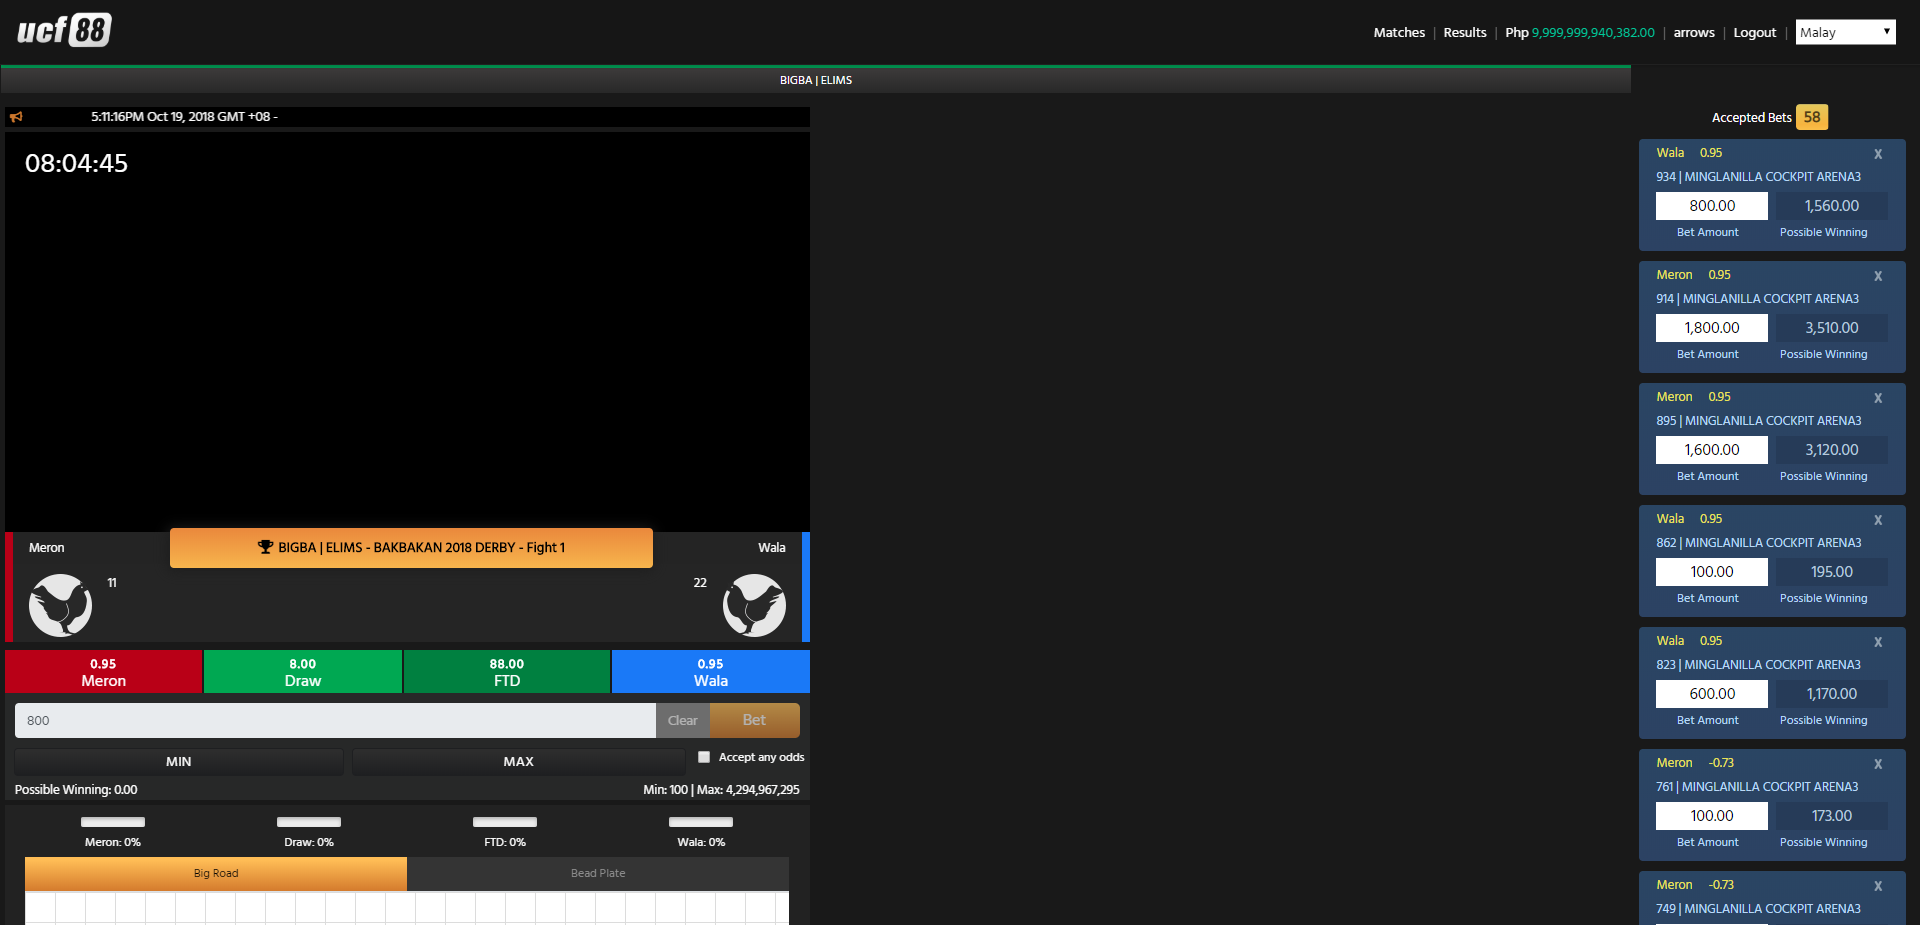 ucf 88
Matches | Results | Php 9,999,999,940,382.00 | arrows | Logout | Malay
BIGBA | ELIMS
5:11:16PM Oct 19, 2018 GMT +08 -
08:04:45
Meron
BIGBA | ELIMS - BAKBAKAN 2018 DERBY - Fight 1
Wala
11
22
0.95
Meron
8.00
Draw
88.00
FTD
0.95
Wala
800
Clear
Bet
MIN
MAX
Accept any odds
Possible Winning: 0.00
Min: 100 | Max: 4,294,967,295
Meron: 0%
Draw: 0%
FTD: 0%
Wala: 0%
Big Road
Bead Plate
Accepted Bets 58
Wala 0.95 X
934 | MINGLANILLA COCKPIT ARENA3
800.00 1,560.00
Bet Amount Possible Winning
Meron 0.95 X
914 | MINGLANILLA COCKPIT ARENA3
1,800.00 3,510.00
Bet Amount Possible Winning
Meron 0.95 X
895 | MINGLANILLA COCKPIT ARENA3
1,600.00 3,120.00
Bet Amount Possible Winning
Wala 0.95 X
862 | MINGLANILLA COCKPIT ARENA3
100.00 195.00
Bet Amount Possible Winning
Wala 0.95 X
823 | MINGLANILLA COCKPIT ARENA3
600.00 1,170.00
Bet Amount Possible Winning
Meron -0.73 X
761 | MINGLANILLA COCKPIT ARENA3
100.00 173.00
Bet Amount Possible Winning
Meron -0.73 X
749 | MINGLANILLA COCKPIT ARENA3